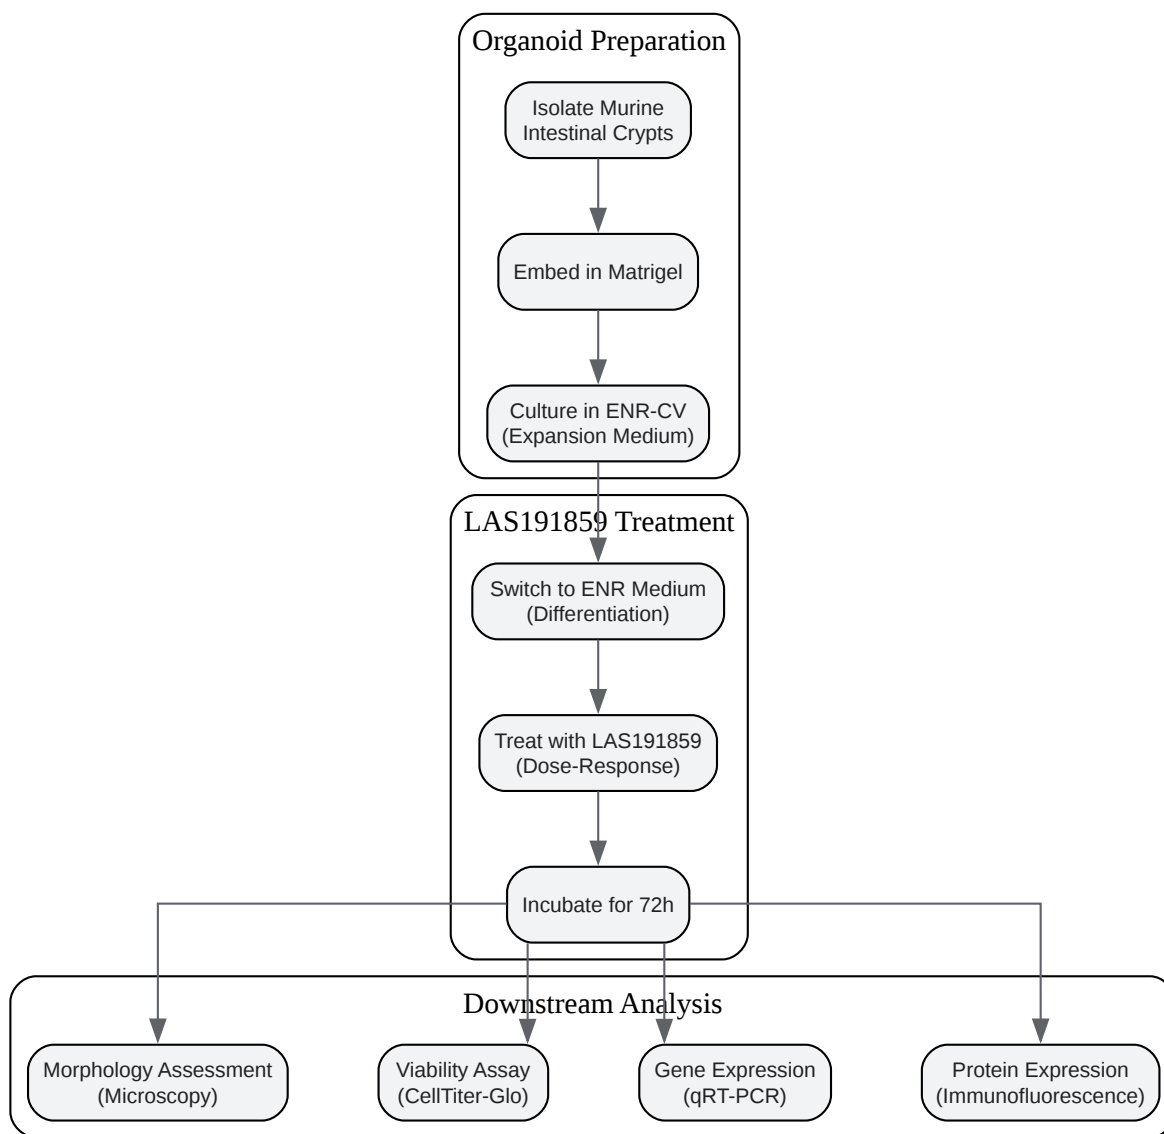 Organoid Preparation
Isolate Murine
Intestinal Crypts
Embed in Matrigel
Culture in ENR-CV
(Expansion Medium)
LAS191859 Treatment
Switch to ENR Medium
(Differentiation)
Treat with LAS191859
(Dose-Response)
Incubate for 72h
Downstream Analysis
Morphology Assessment
(Microscopy)
Viability Assay
(CellTiter-Glo)
Gene Expression
(qRT-PCR)
Protein Expression
(Immunofluorescence)